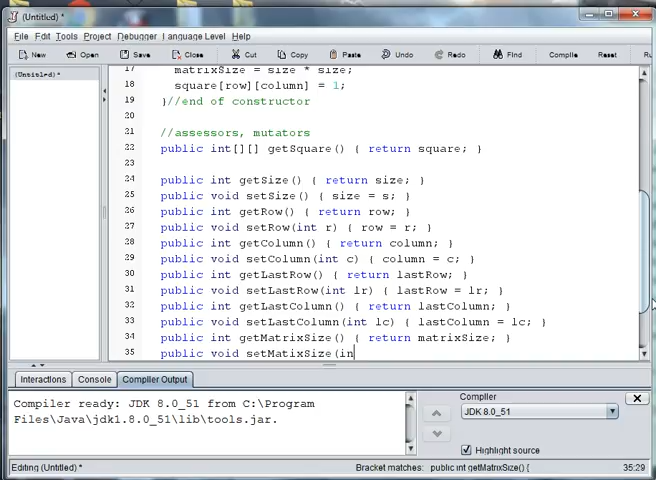 (Untitled) *
File Edit Tools Project Debugger Language Level Help
New Open Save Close Cut Copy Paste Undo Redo Find Compile Reset
(Untitled) *
17 matrixSize = size * size;
18 square[row][column] = 1;
19 }//end of constructor
20
21 //assessors, mutators
22 public int[][] getSquare() { return square; }
23
24 public int getSize() { return size; }
25 public void setSize() { size = s; }
26 public int getRow() { return row; }
27 public void setRow(int r) { row = r; }
28 public int getColumn() { return column; }
29 public void setColumn(int c) { column = c; }
30 public int getLastRow() { return lastRow; }
31 public void setLastRow(int lr) { lastRow = lr; }
32 public int getLastColumn() { return lastColumn; }
33 public void setLastColumn(int lc) { lastColumn = lc; }
34 public int getMatrixSize() { return matrixSize; }
35 public void setMatixSize(in
Interactions Console Compiler Output
Compiler ready: JDK 8.0_51 from C:\Program
Files\Java\jdk1.8.0_51\lib\tools.jar.
Compiler
JDK 8.0_51
Highlight source
Editing (Untitled) * Bracket matches: public int getMatrixSize() { 35:29